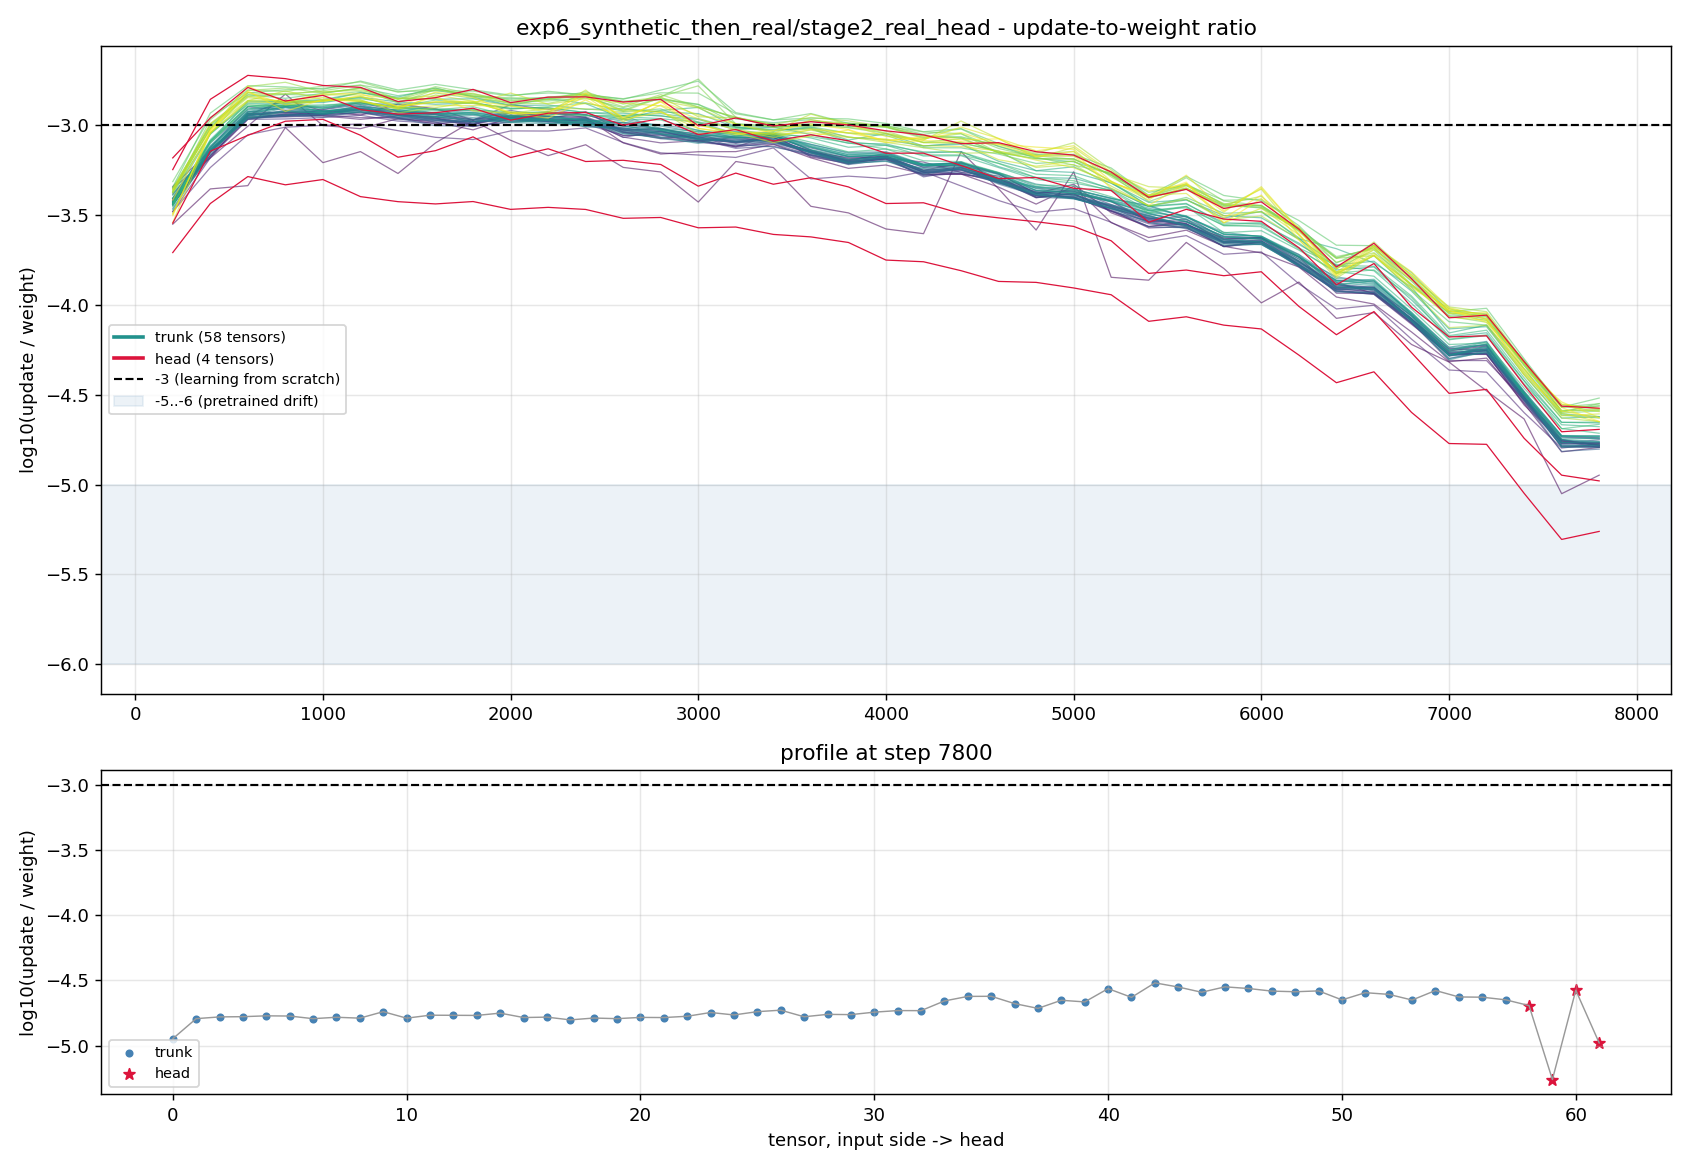 exp6_synthetic_then_real/stage2_real_head - update-to-weight ratio
log10(update / weight)
−3.0
−3.5
−4.0
−4.5
−5.0
−5.5
−6.0
trunk (58 tensors)
head (4 tensors)
-3 (learning from scratch)
-5..-6 (pretrained drift)
0 1000 2000 3000 4000 5000 6000 7000 8000
profile at step 7800
log10(update / weight)
−3.0
−3.5
−4.0
−4.5
−5.0
trunk
head
0 10 20 30 40 50 60
tensor, input side -> head